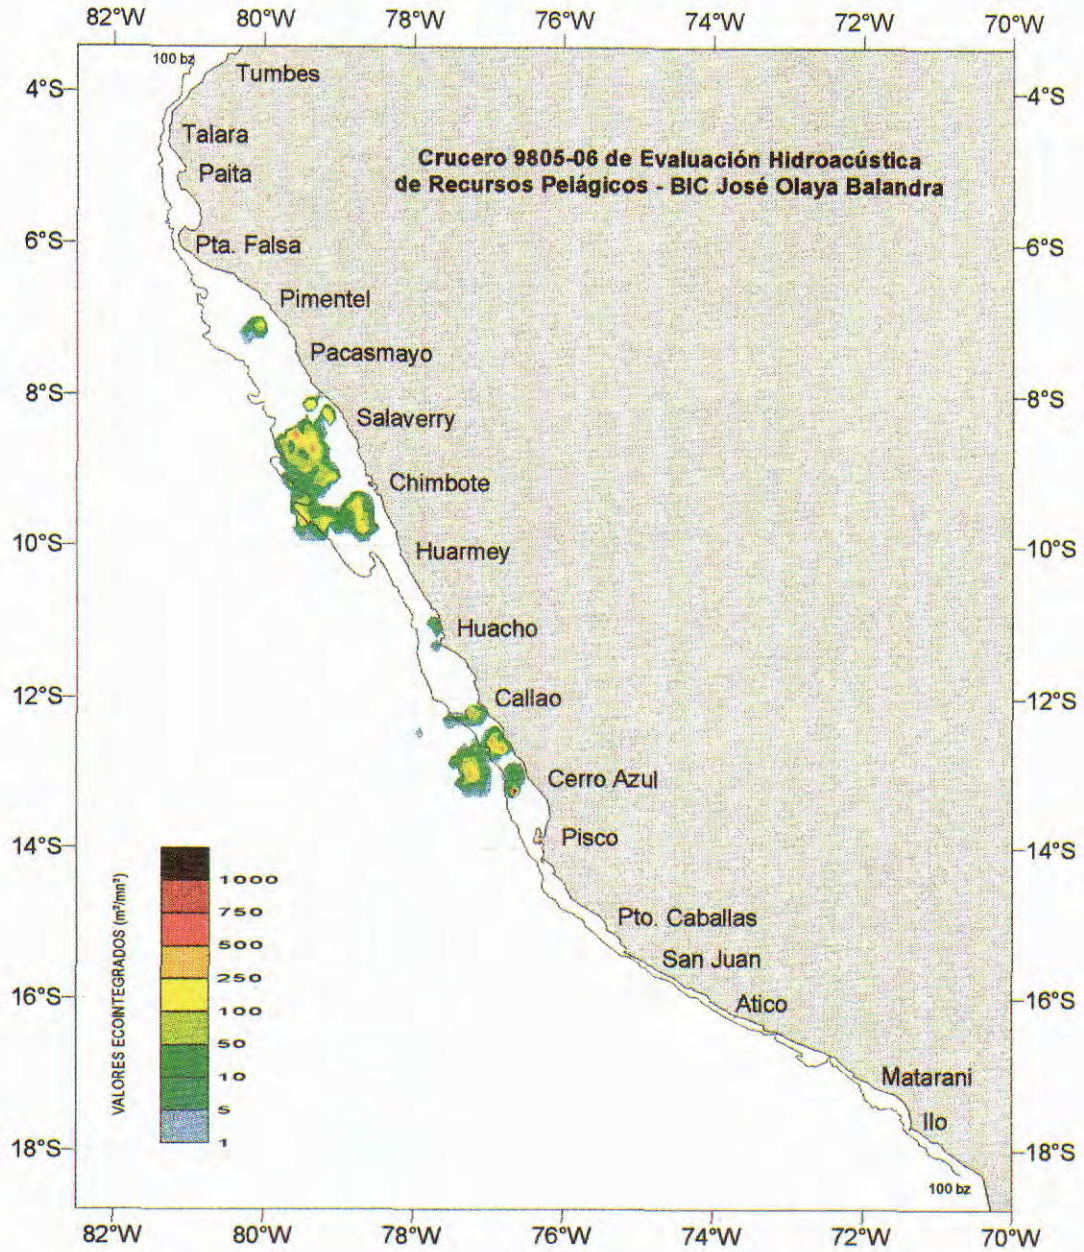 82°W 80°W 78°W 76°W 74°W 72°W 70°W
100 bz
Tumbes
4°S 4°S
Talara
Crucero 9805-06 de Evaluación Hidroacústica
de Recursos Pelágicos - BIC José Olaya Balandra
Paita
6°S 6°S
Pta. Falsa
Pimentel
Pacasmayo
8°S 8°S
Salaverry
Chimbote
10°S 10°S
Huarmey
Huacho
12°S 12°S
Callao
Cerro Azul
14°S 14°S
Pisco
VALORES ECOINTEGRADOS (m²/mn²)
1000
750
500
250
100
50
10
5
1
Pto. Caballas
San Juan
16°S 16°S
Atico
Matarani
Ilo
18°S 18°S
100 bz
82°W 80°W 78°W 76°W 74°W 72°W 70°W